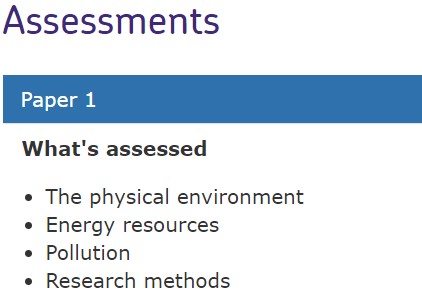 Assessments
Paper 1
What's assessed
• The physical environment
• Energy resources
• Pollution
• Research methods